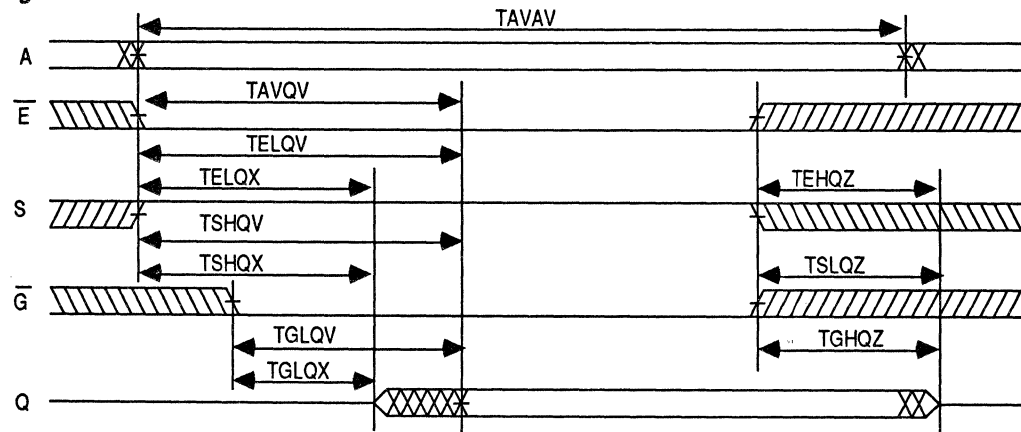 TAVAV
A
TAVQV
E
TELQV
TELQX
TEHQZ
S
TSHQV
TSHQX
TSLQZ
G
TGLQV
TGHQZ
TGLQX
Q